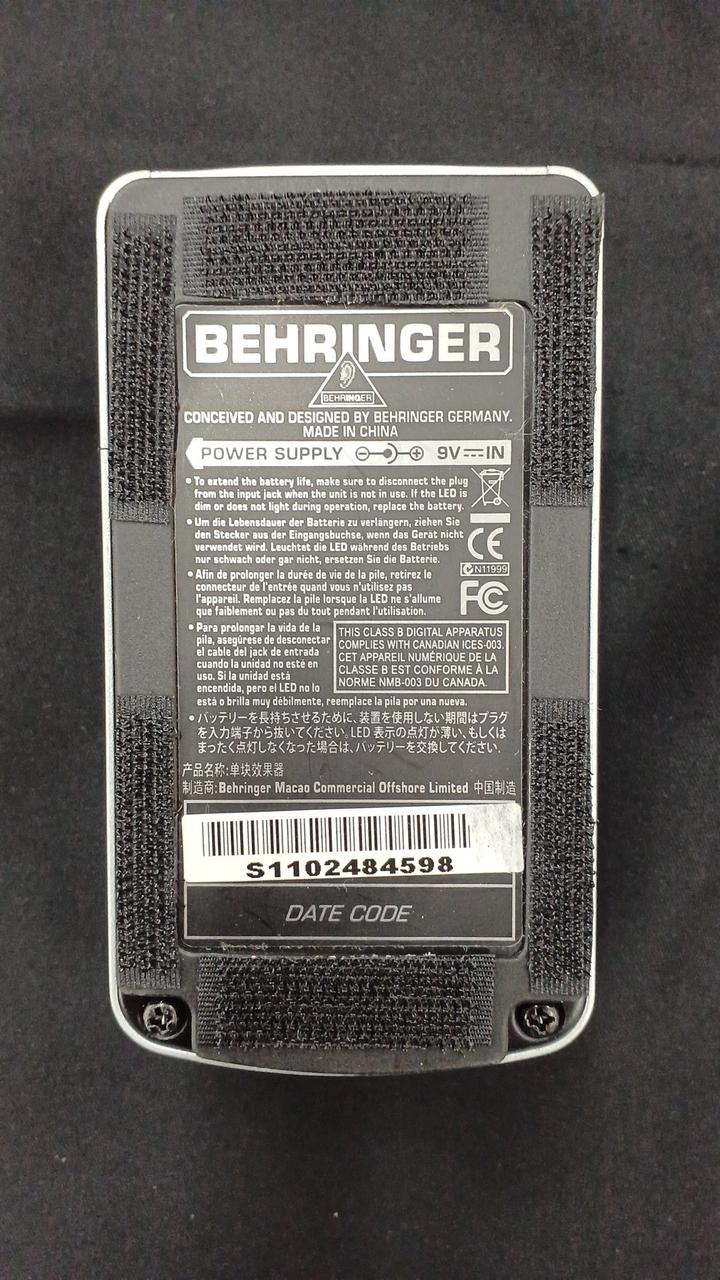 BEHRINGER
BEHRINGER
CONCEIVED AND DESIGNED BY BEHRINGER GERMANY.
MADE IN CHINA
POWER SUPPLY 9V IN
• To extend the battery life, make sure to disconnect the plug
from the input jack when the unit is not in use. If the LED is
dim or does not light during operation, replace the battery.
• Um die Lebensdauer der Batterie zu verlängern, ziehen Sie
den Stecker aus der Eingangsbuchse, wenn das Gerät nicht
verwendet wird. Leuchtet die LED während des Betriebs
nur schwach oder gar nicht, ersetzen Sie die Batterie.
CE
N11999
FC
• Afin de prolonger la durée de vie de la pile, retirez le
connecteur de l'entrée quand vous n'utilisez pas
l'appareil. Remplacez la pile lorsque la LED ne s'allume
que faiblement ou pas du tout pendant l'utilisation.
• Para prolongar la vida de la
pila, asegúrese de desconectar
el cable del jack de entrada
cuando la unidad no esté en
uso. Si la unidad está
encendida, pero el LED no lo
está o brilla muy débilmente, reemplace la pila por una nueva.
THIS CLASS B DIGITAL APPARATUS
COMPLIES WITH CANADIAN ICES-003.
CET APPAREIL NUMÉRIQUE DE LA
CLASSE B EST CONFORME À LA
NORME NMB-003 DU CANADA.
• バッテリーを長持ちさせるために、装置を使用しない期間はプラグ
を入力端子から抜いてください。LED 表示の点灯が薄い、もしくは
まったく点灯しなくなった場合は、バッテリーを交換してください.
产品名称:单块效果器
制造商:Behringer Macao Commercial Offshore Limited 中国制造
S1102484598
DATE CODE